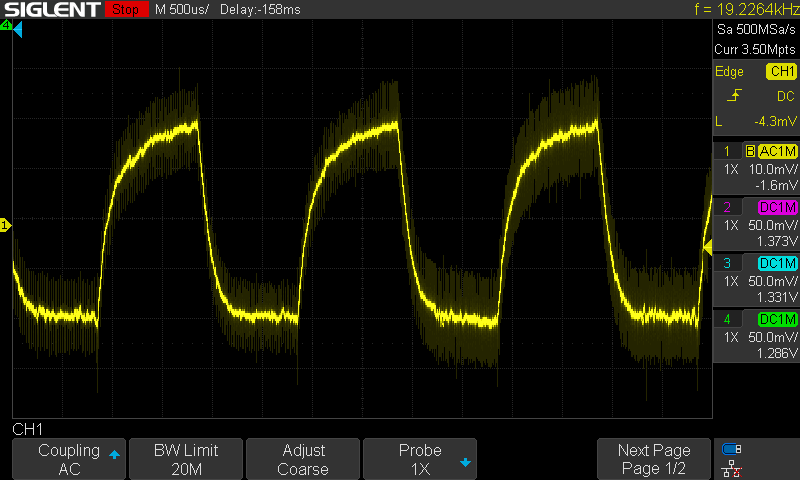 SIGLENT Stop M 500us/ Delay:-158ms f = 19.2264kHz
Sa 500MSa/s
Curr 3.50Mpts
Edge CH1
DC
L -4.3mV
1 B AC1M
1X 10.0mV/
-1.6mV
2 DC1M
1X 50.0mV/
1.373V
3 DC1M
1X 50.0mV/
1.331V
4 DC1M
1X 50.0mV/
1.286V
4
1
CH1
Coupling BW Limit Adjust Probe Next Page
AC 20M Coarse 1X Page 1/2